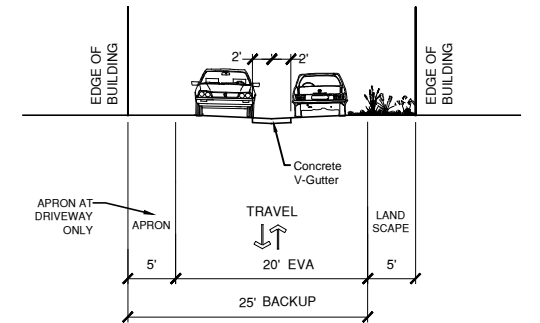 EDGE OF
BUILDING
2'
2'
EDGE OF
BUILDING
Concrete
V-Gutter
APRON AT
DRIVEWAY
ONLY
APRON
TRAVEL
LAND
SCAPE
5'
20' EVA
5'
25' BACKUP